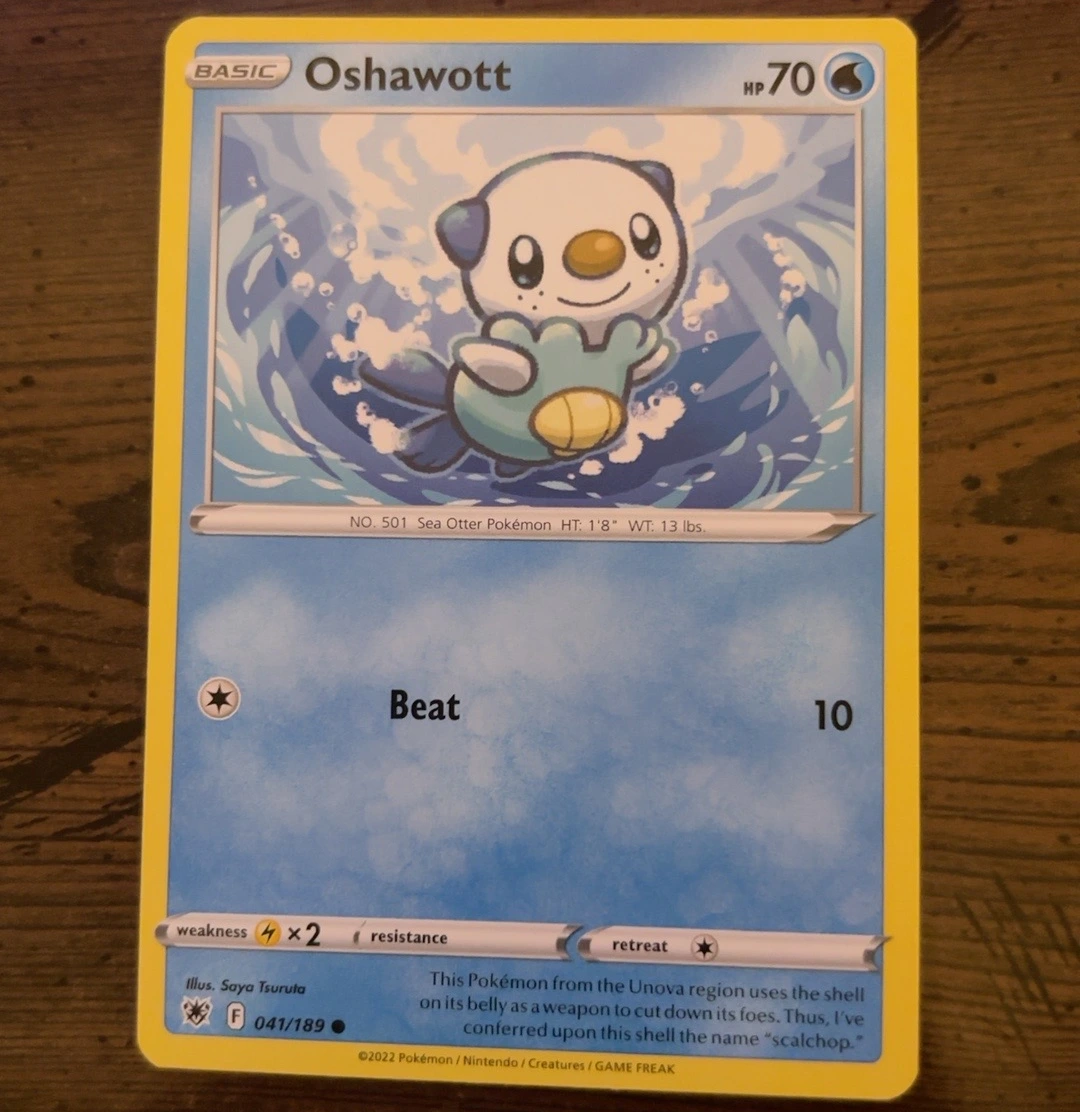 BASIC Oshawott HP 70
NO. 501 Sea Otter Pokémon HT: 1'8" WT: 13 lbs.
Beat 10
weakness ×2 resistance retreat
Illus. Saya Tsuruta
This Pokémon from the Unova region uses the shell
on its belly as a weapon to cut down its foes. Thus, I've
conferred upon this shell the name “scalchop.”
F 041/189
©2022 Pokémon / Nintendo / Creatures / GAME FREAK